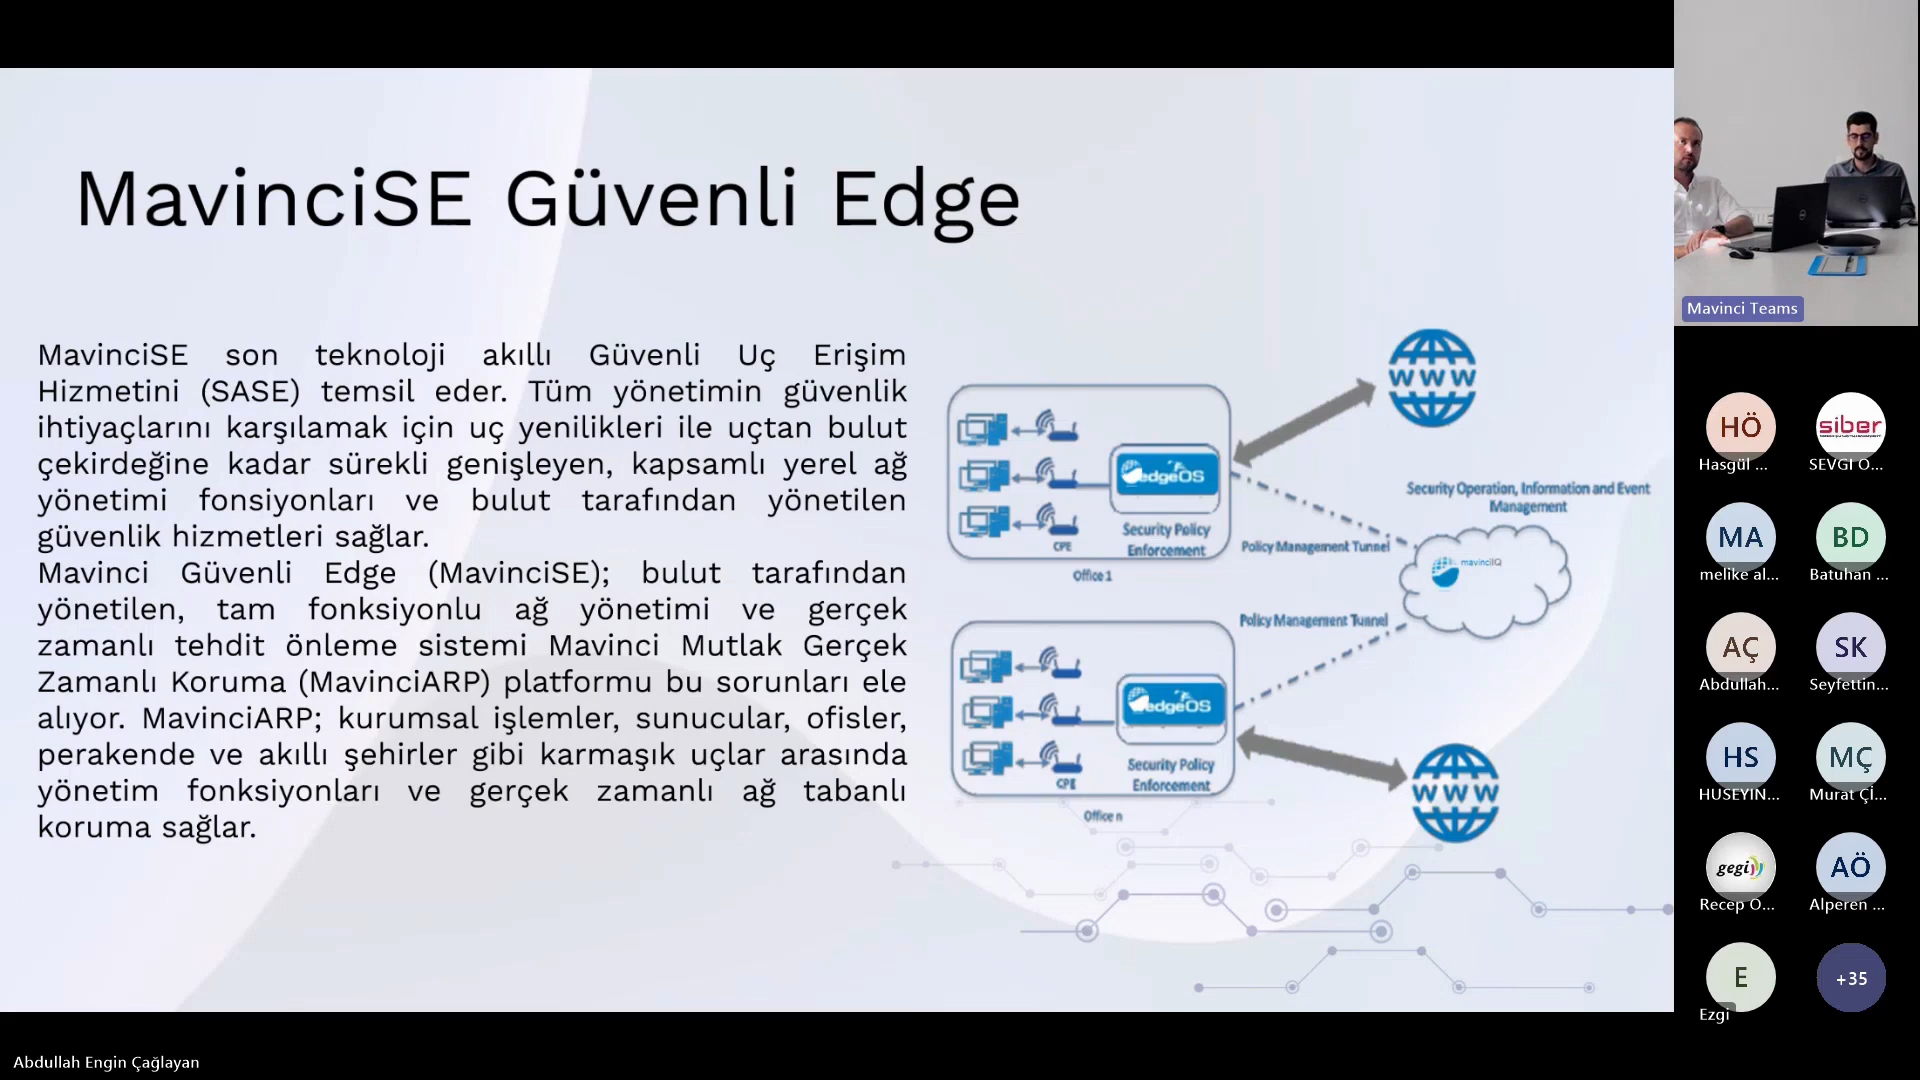 MavinciSE Güvenli Edge
MavinciSE son teknoloji akıllı Güvenli Uç Erişim
Hizmetini (SASE) temsil eder. Tüm yönetimin güvenlik
ihtiyaçlarını karşılamak için uç yenilikleri ile uçtan bulut
çekirdeğine kadar sürekli genişleyen, kapsamlı yerel ağ
yönetimi fonsiyonları ve bulut tarafından yönetilen
güvenlik hizmetleri sağlar.
Mavinci Güvenli Edge (MavinciSE); bulut tarafından
yönetilen, tam fonksiyonlu ağ yönetimi ve gerçek
zamanlı tehdit önleme sistemi Mavinci Mutlak Gerçek
Zamanlı Koruma (MavinciARP) platformu bu sorunları ele
alıyor. MavinciARP; kurumsal işlemler, sunucular, ofisler,
perakende ve akıllı şehirler gibi karmaşık uçlar arasında
yönetim fonksiyonları ve gerçek zamanlı ağ tabanlı
koruma sağlar.
WWW
edgeOS
Security Policy
Enforcement
CPE
Office 1
Policy Management Tunnel
Security Operation, Information and Event
Management
mavinciIQ
Policy Management Tunnel
edgeOS
Security Policy
Enforcement
CPE
Office n
WWW
Mavinci Teams
HÖ
Hasgül ...
siber
SEVGI O...
MA
melike al...
BD
Batuhan ...
AÇ
Abdullah...
SK
Seyfettin...
HS
HUSEYIN...
MÇ
Murat Çİ...
gegi
Recep O...
AÖ
Alperen ...
E
Ezgi
+35
Abdullah Engin Çağlayan